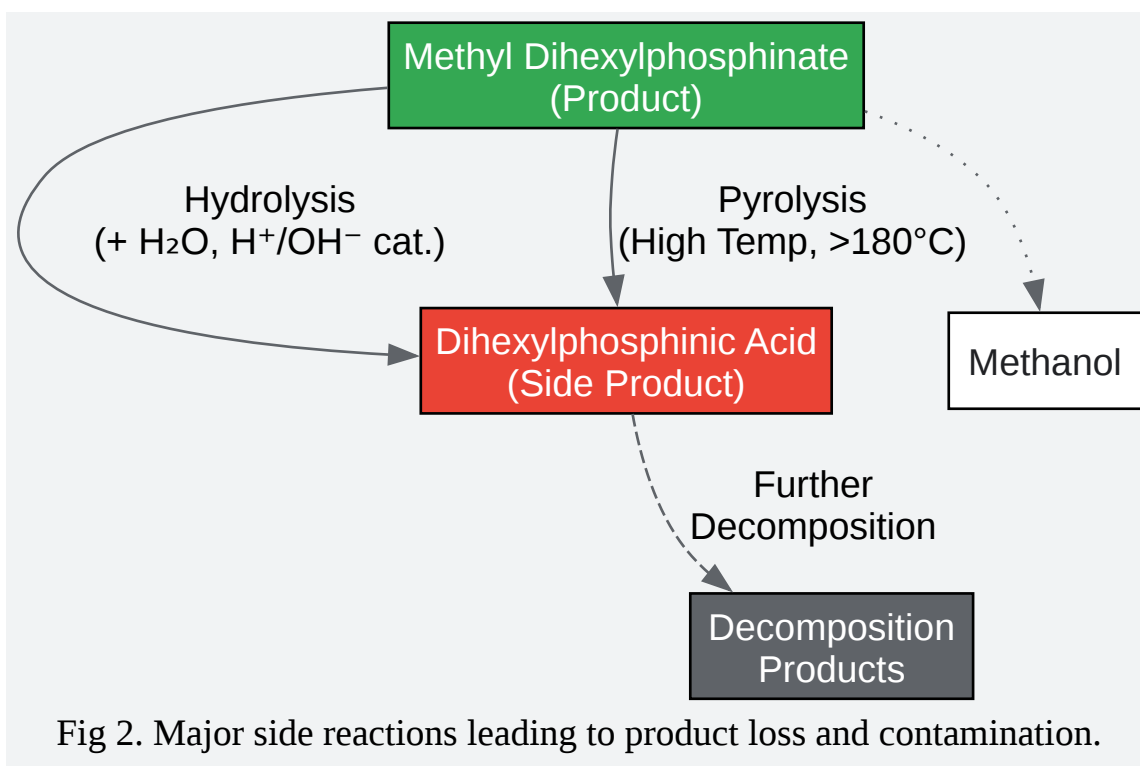 Methyl Dihexylphosphinate
(Product)
Hydrolysis
(+ H₂O, H⁺/OH⁻ cat.)
Pyrolysis
(High Temp, >180°C)
Dihexylphosphinic Acid
(Side Product)
Methanol
Further
Decomposition
Decomposition
Products
Fig 2. Major side reactions leading to product loss and contamination.